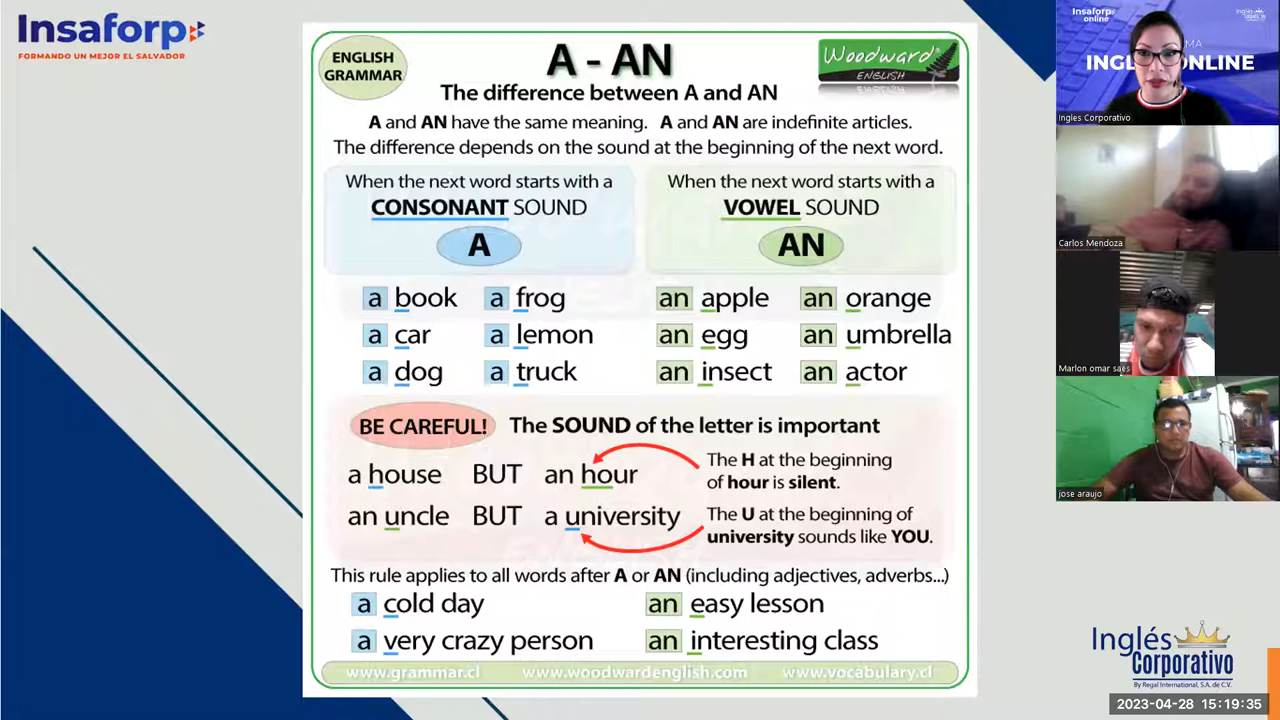 Insaforp
FORMANDO UN MEJOR EL SALVADOR
ENGLISH
GRAMMAR
A - AN
The difference between A and AN
Woodward
ENGLISH
A and AN have the same meaning. A and AN are indefinite articles.
The difference depends on the sound at the beginning of the next word.
When the next word starts with a
CONSONANT SOUND
A
When the next word starts with a
VOWEL SOUND
AN
a book a frog an apple an orange
a car a lemon an egg an umbrella
a dog a truck an insect an actor
BE CAREFUL! The SOUND of the letter is important
a house BUT an hour
The H at the beginning
of hour is silent.
an uncle BUT a university
The U at the beginning of
university sounds like YOU.
This rule applies to all words after A or AN (including adjectives, adverbs...)
a cold day an easy lesson
a very crazy person an interesting class
www.grammar.cl www.woodwardenglish.com www.vocabulary.cl
Insaforp
online
INGL ONLINE
Ingles Corporativo
Carlos Mendoza
Marlon omar saes
jose araujo
Inglés
Corporativo
By Regal International, S.A. de C.V.
2023-04-28 15:19:35